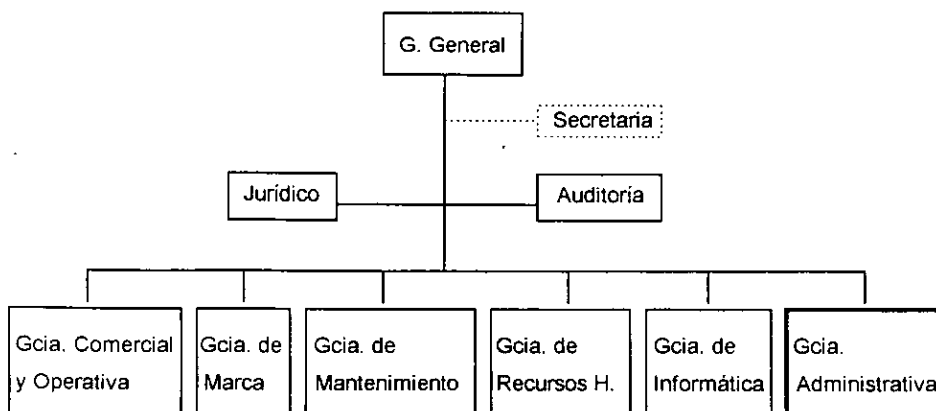 G. General
Secretaria
Jurídico
Auditoría
Gcia. Comercial
y Operativa
Gcia. de
Marca
Gcia. de
Mantenimiento
Gcia. de
Recursos H.
Gcia. de
Informática
Gcia.
Administrativa